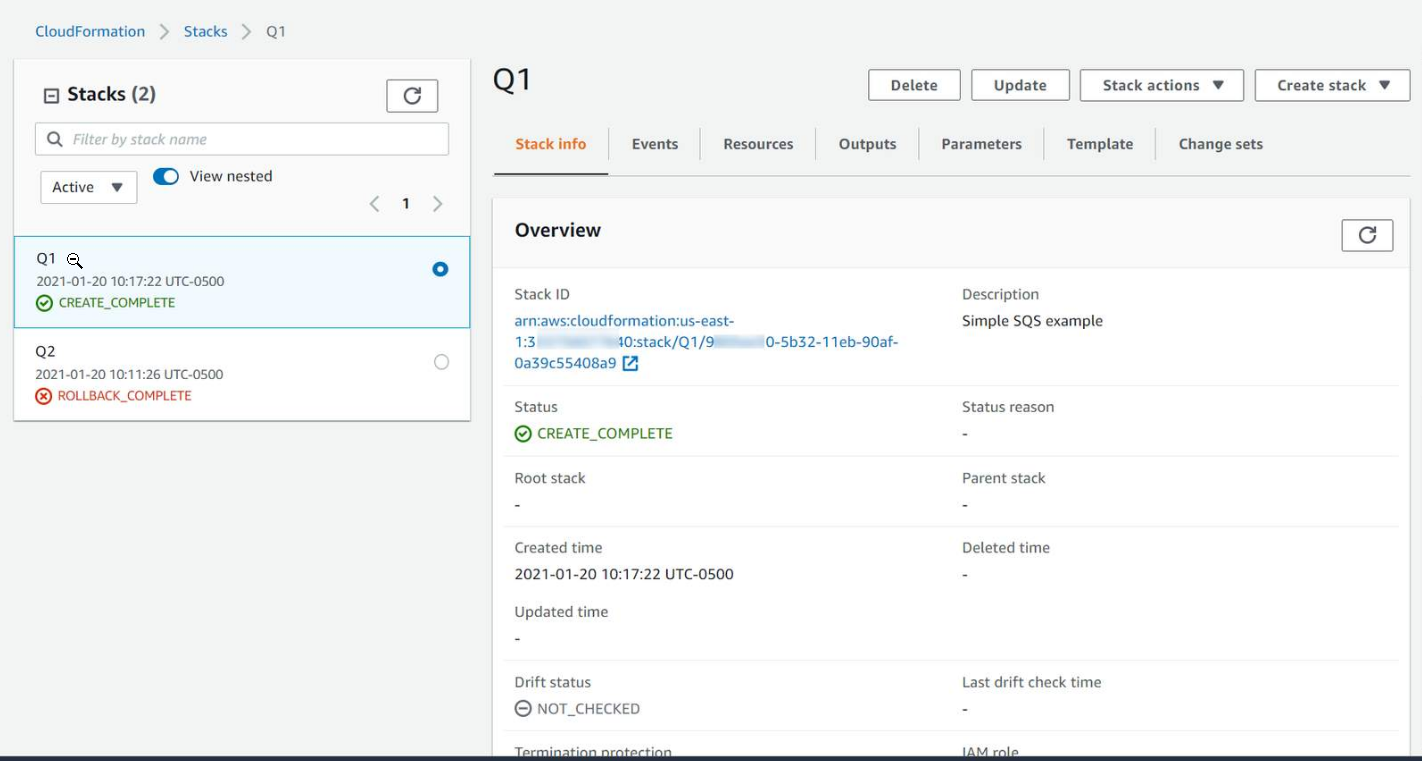 CloudFormation > Stacks > Q1
Stacks (2)
Filter by stack name
Active
View nested
1
Q1
2021-01-20 10:17:22 UTC-0500
CREATE_COMPLETE
Q2
2021-01-20 10:11:26 UTC-0500
ROLLBACK_COMPLETE
Q1
Delete
Update
Stack actions
Create stack
Stack info
Events
Resources
Outputs
Parameters
Template
Change sets
Overview
Stack ID
arn:aws:cloudformation:us-east-
1:3 40:stack/Q1/9 0-5b32-11eb-90af-
0a39c55408a9
Description
Simple SQS example
Status
CREATE_COMPLETE
Status reason
-
Root stack
-
Parent stack
-
Created time
2021-01-20 10:17:22 UTC-0500
Deleted time
-
Updated time
-
Drift status
NOT_CHECKED
Last drift check time
-
Termination protection
IAM role